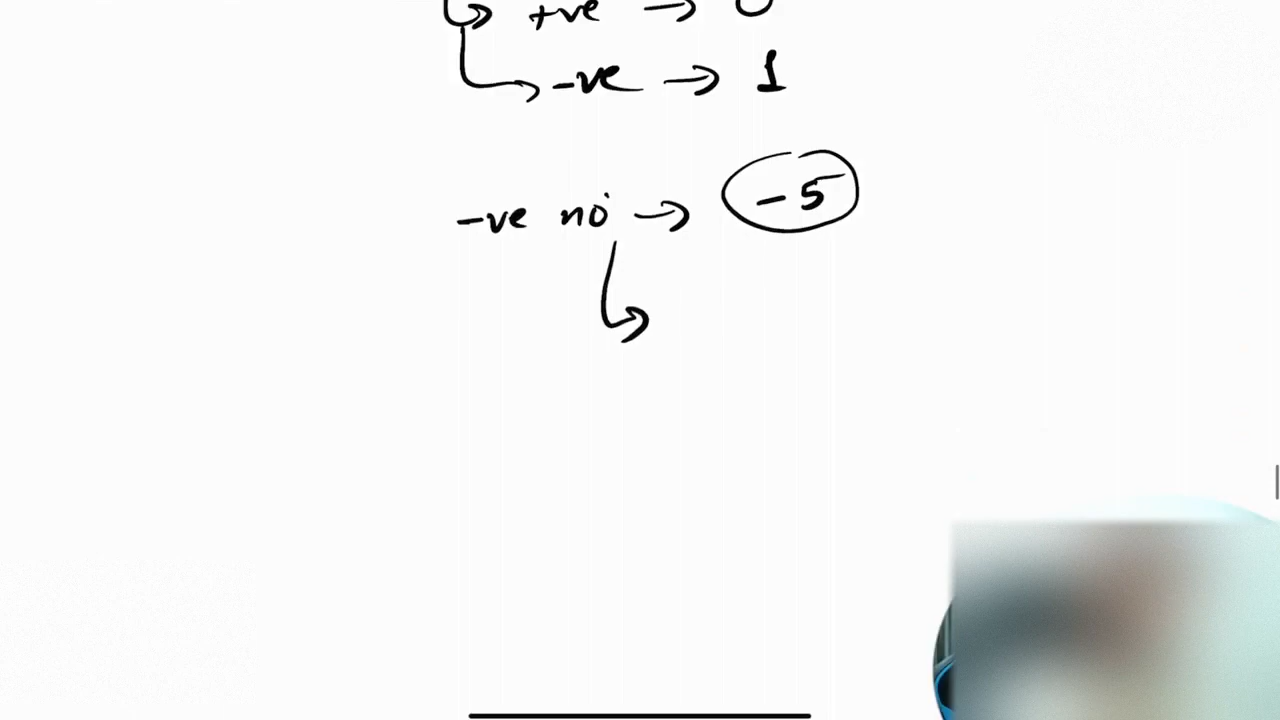 +ve → 0
-ve → 1
-ve no → -5